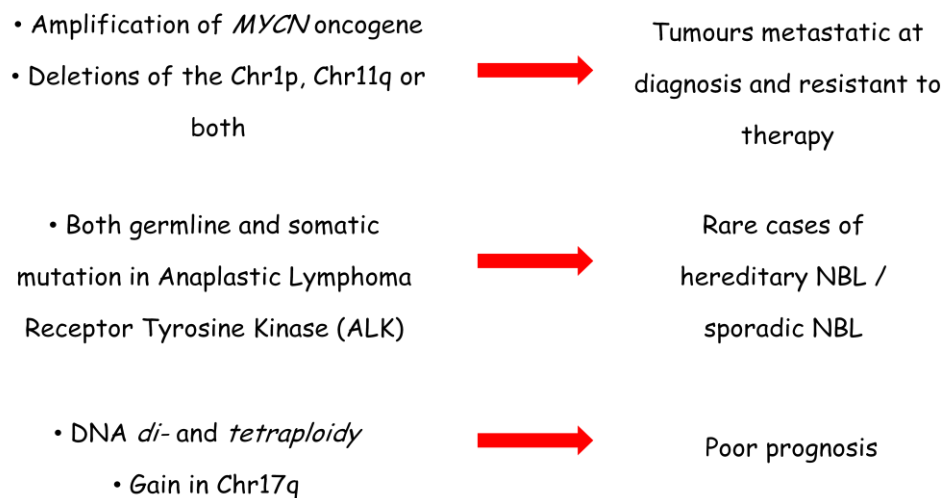 • Amplification of MYCN oncogene
• Deletions of the Chr1p, Chr11q or
both
Tumours metastatic at
diagnosis and resistant to
therapy
• Both germline and somatic
mutation in Anaplastic Lymphoma
Receptor Tyrosine Kinase (ALK)
Rare cases of
hereditary NBL /
sporadic NBL
• DNA di- and tetraploidy
• Gain in Chr17q
Poor prognosis